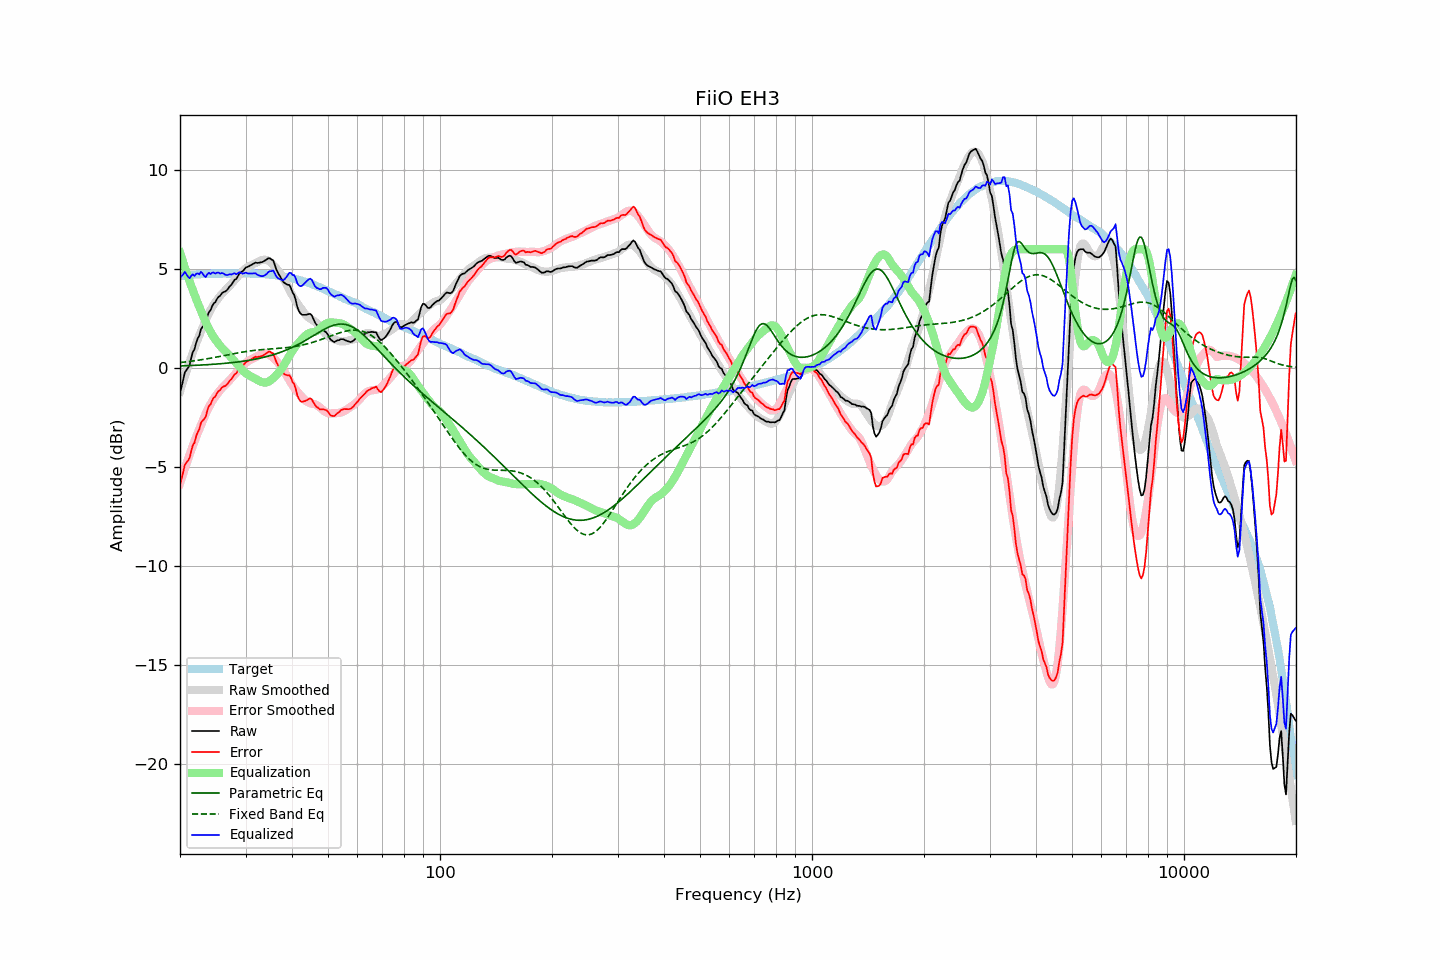 FiiO EH3
Amplitude (dBr)
10
5
0
−5
−10
−15
−20
Target
Raw Smoothed
Error Smoothed
Raw
Error
Equalization
Parametric Eq
Fixed Band Eq
Equalized
100
1000
10000
Frequency (Hz)